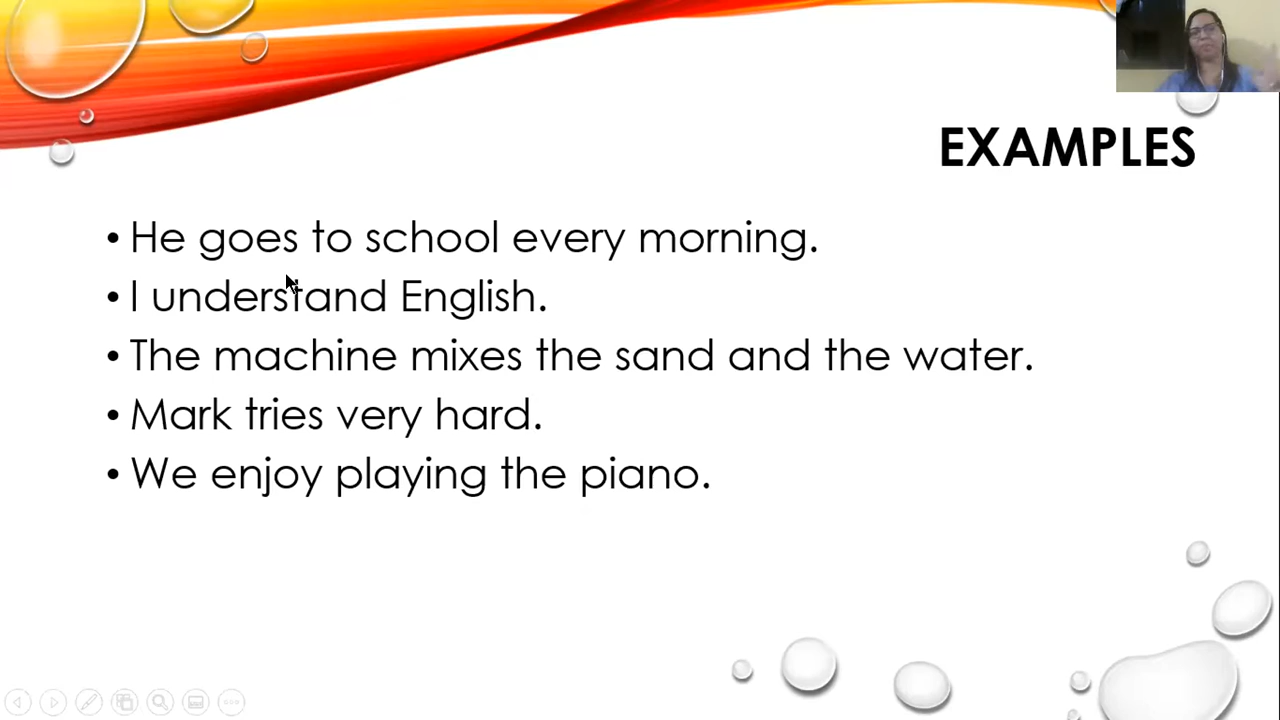 EXAMPLES
• He goes to school every morning.
• I understand English.
• The machine mixes the sand and the water.
• Mark tries very hard.
• We enjoy playing the piano.